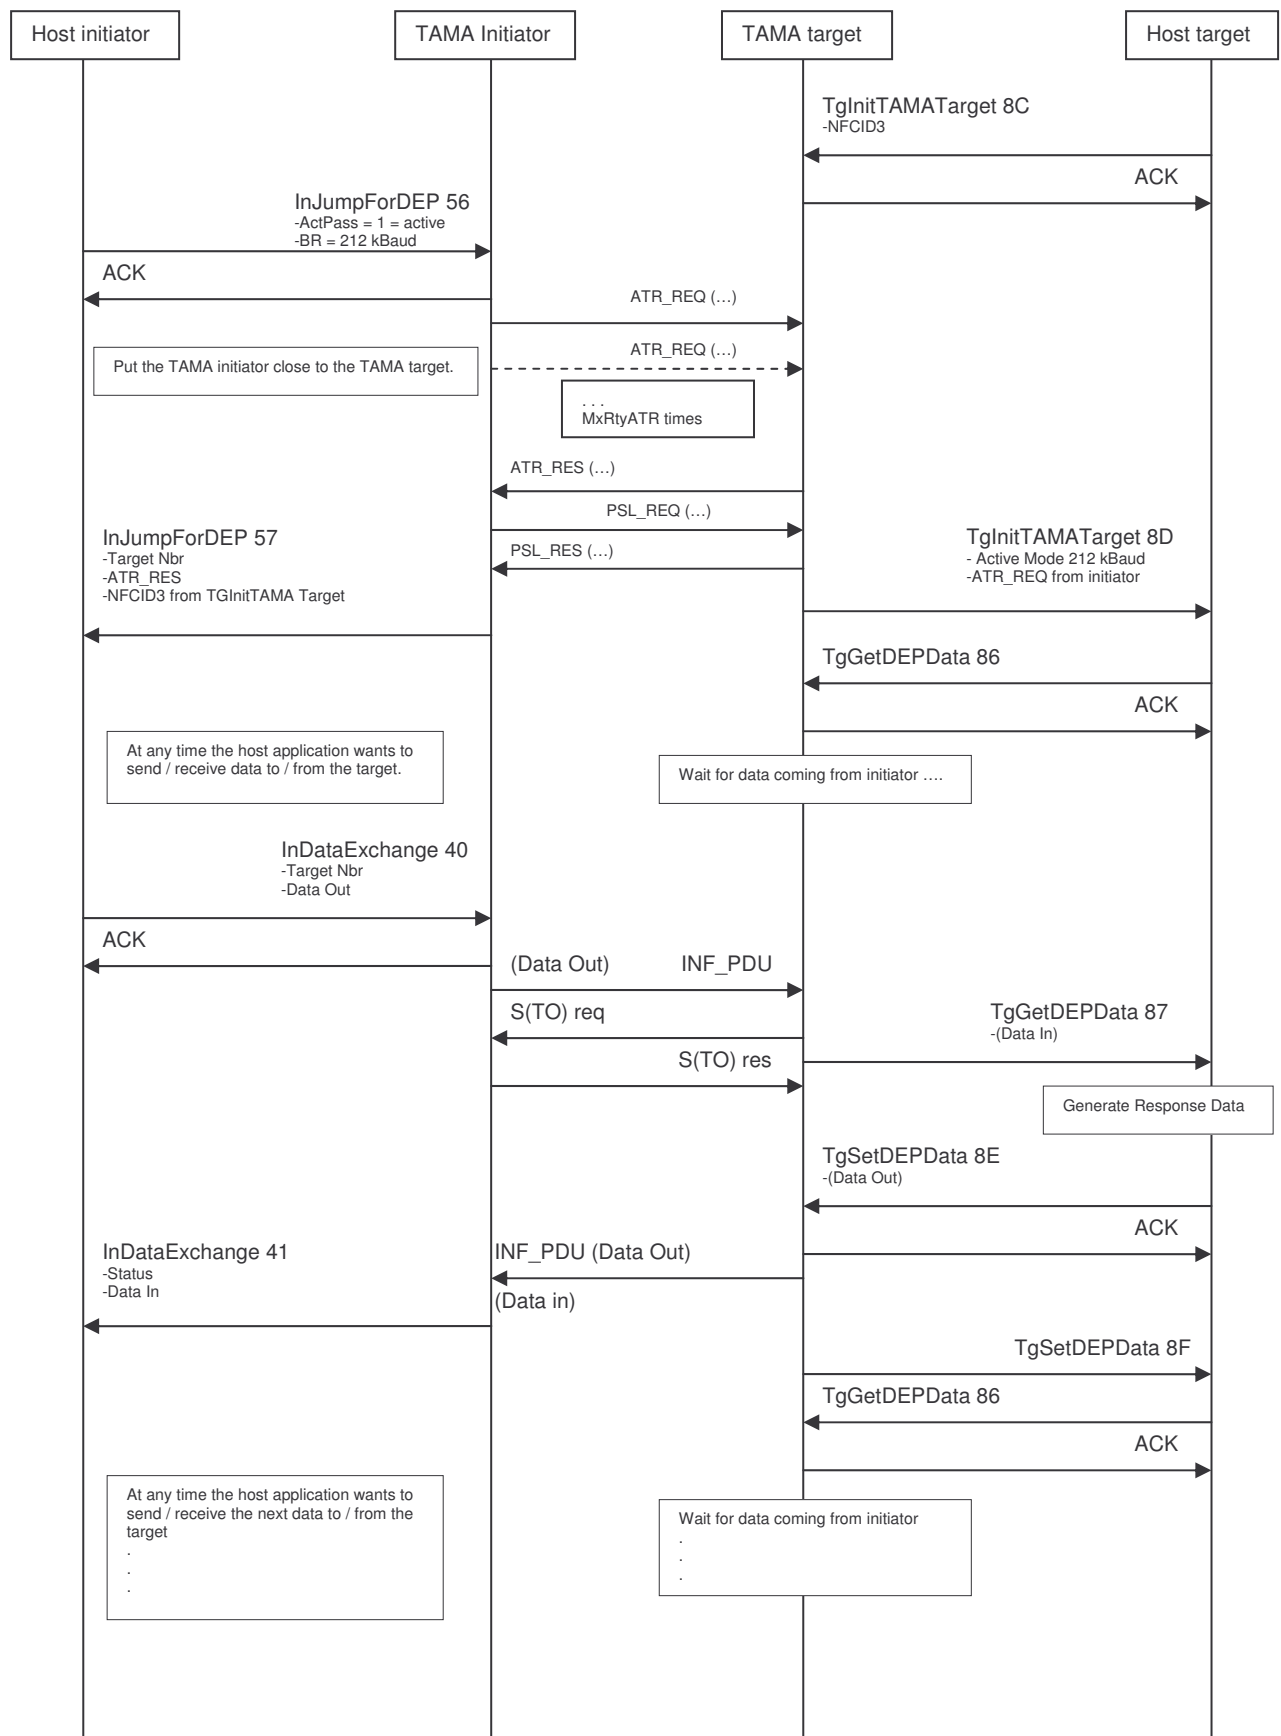 Host initiator
TAMA Initiator
TAMA target
Host target
TgInitTAMATarget 8C
-NFCID3
ACK
InJumpForDEP 56
-ActPass = 1 = active
-BR = 212 kBaud
ACK
ATR_REQ (…)
ATR_REQ (…)
Put the TAMA initiator close to the TAMA target.
. . .
MxRtyATR times
ATR_RES (…)
PSL_REQ (…)
InJumpForDEP 57
-Target Nbr
-ATR_RES
-NFCID3 from TGInitTAMA Target
PSL_RES (…)
TgInitTAMATarget 8D
- Active Mode 212 kBaud
-ATR_REQ from initiator
TgGetDEPData 86
ACK
At any time the host application wants to
send / receive data to / from the target.
Wait for data coming from initiator ….
InDataExchange 40
-Target Nbr
-Data Out
ACK
(Data Out) INF_PDU
S(TO) req
TgGetDEPData 87
-(Data In)
S(TO) res
Generate Response Data
TgSetDEPData 8E
-(Data Out)
ACK
InDataExchange 41
-Status
-Data In
INF_PDU (Data Out)
(Data in)
TgSetDEPData 8F
TgGetDEPData 86
ACK
At any time the host application wants to
send / receive the next data to / from the
target
.
.
.
Wait for data coming from initiator
.
.
.